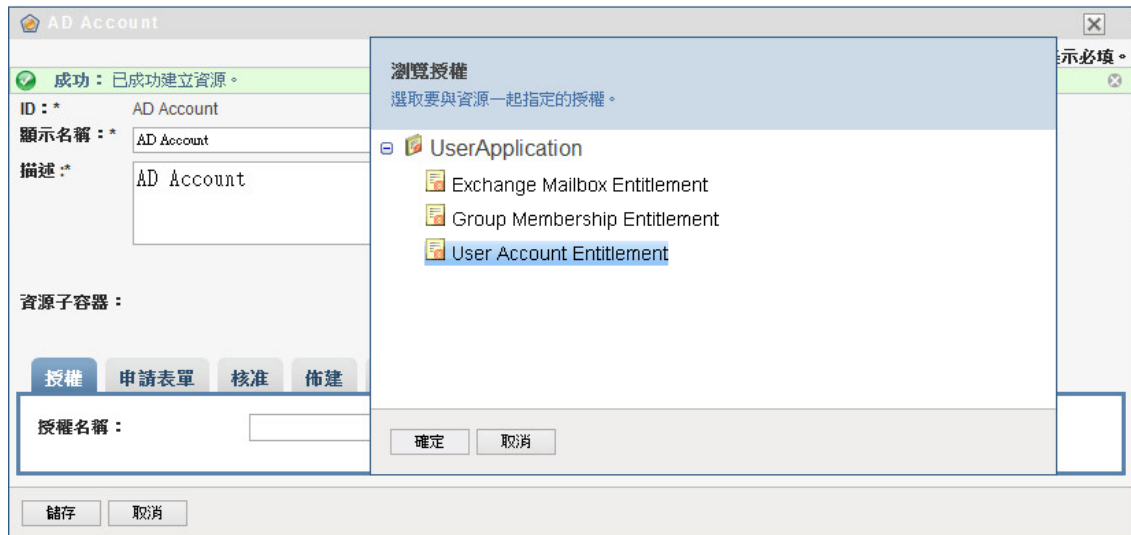 AD Account
示必填。
成功：已成功建立資源。
ID：* AD Account
顯示名稱：* AD Account
描述：* AD Account
資源子容器：
授權 申請表單 核准 佈建
授權名稱：
儲存 取消
瀏覽授權
選取要與資源一起指定的授權。
UserApplication
Exchange Mailbox Entitlement
Group Membership Entitlement
User Account Entitlement
確定 取消